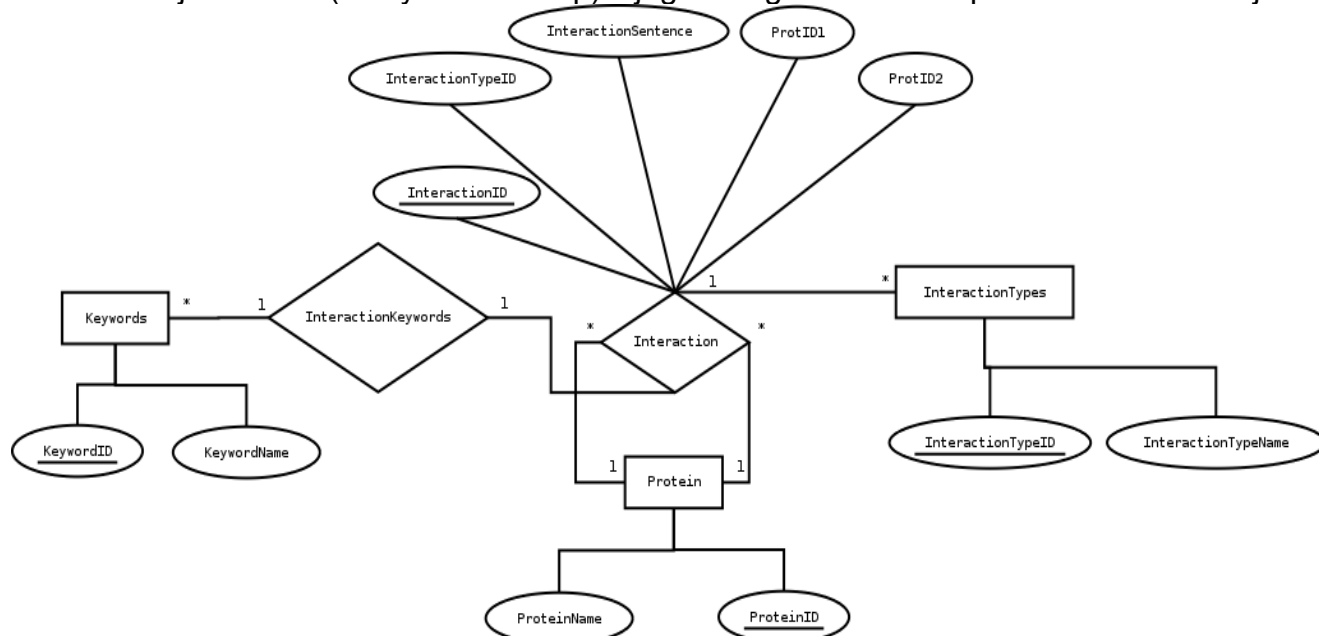 InteractionSentence
ProtID1
InteractionTypeID
ProtID2
InteractionID
1
*
InteractionTypes
*
1
1
Keywords
InteractionKeywords
*
*
Interaction
KeywordID
KeywordName
InteractionTypeID
InteractionTypeName
1
1
Protein
ProteinName
ProteinID